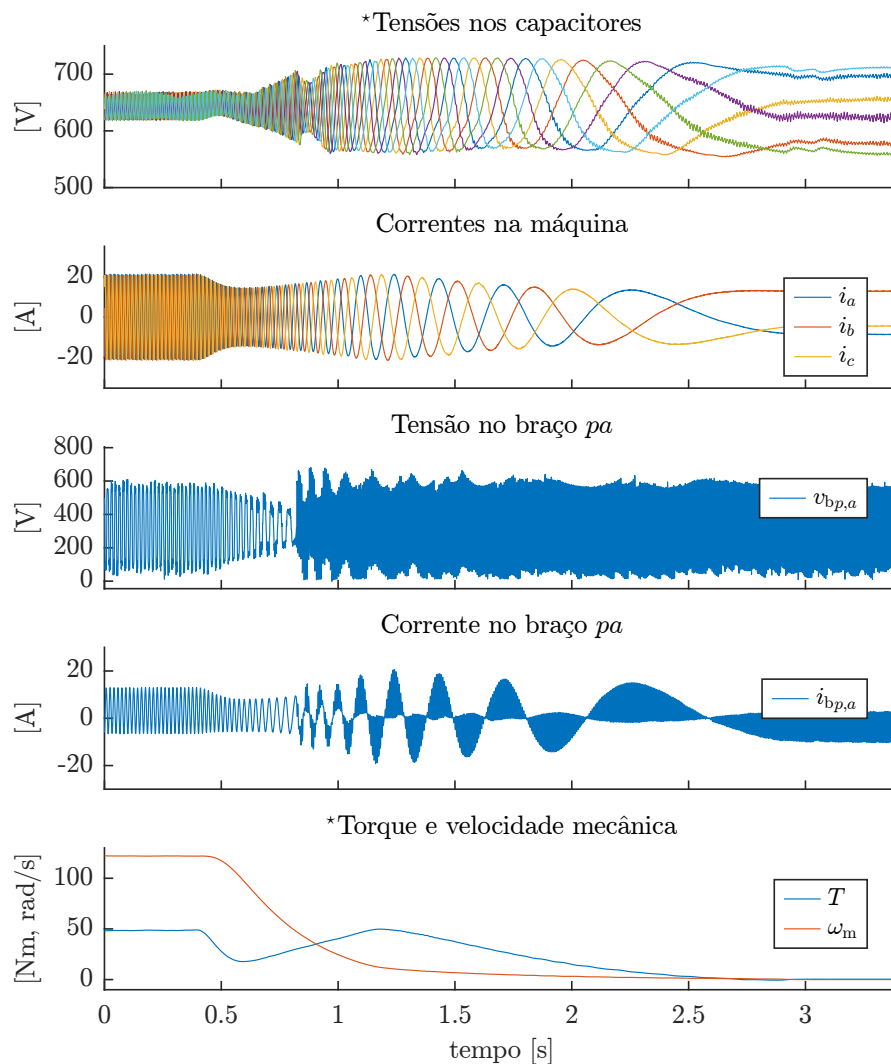 ⋆Tensões nos capacitores
700
600
500
[V]
Correntes na máquina
20
0
-20
[A]
i_a
i_b
i_c
Tensão no braço pa
800
600
400
200
0
[V]
v_bp,a
Corrente no braço pa
20
0
-20
[A]
i_bp,a
⋆Torque e velocidade mecânica
100
50
0
[Nm, rad/s]
T
ω_m
0 0.5 1 1.5 2 2.5 3
tempo [s]